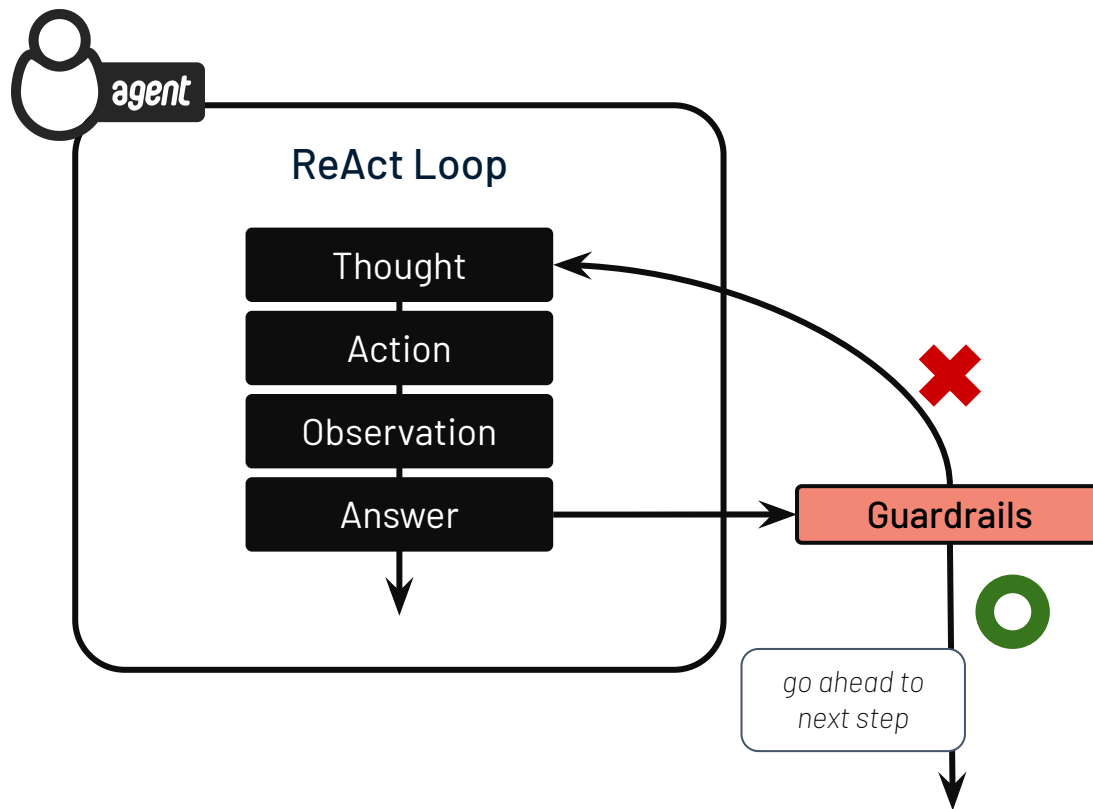 agent
ReAct Loop
Thought
Action
Observation
Answer
Guardrails
go ahead to
next step